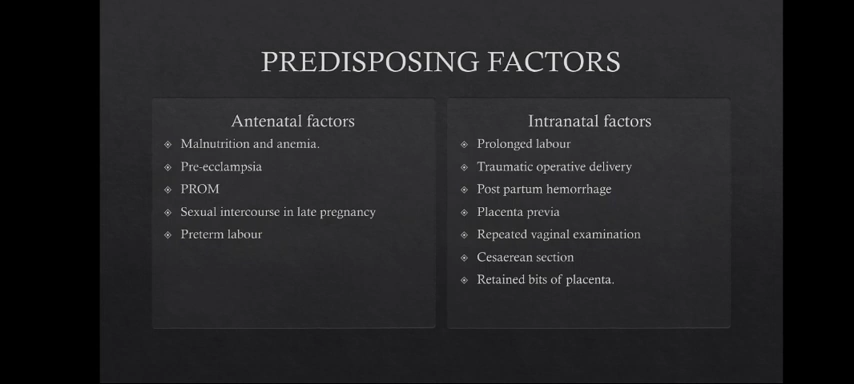 PREDISPOSING FACTORS
Antenatal factors
Malnutrition and anemia.
Pre-ecclampsia
PROM
Sexual intercourse in late pregnancy
Preterm labour
Intranatal factors
Prolonged labour
Traumatic operative delivery
Post partum hemorrhage
Placenta previa
Repeated vaginal examination
Cesaerean section
Retained bits of placenta.